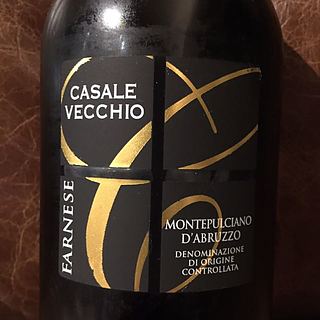 CASALE
VECCHIO
FARNESE
MONTEPULCIANO
D'ABRUZZO
DENOMINAZIONE
DI ORIGINE
CONTROLLATA